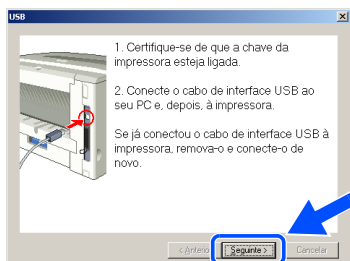 USB
1. Certifique-se de que a chave da
impressora esteja ligada.
2. Conecte o cabo de interface USB ao
seu PC e, depois, à impressora.
Se já conectou o cabo de interface USB à
impressora, remova-o e conecte-o de
novo.
Seguinte >
Cancelar